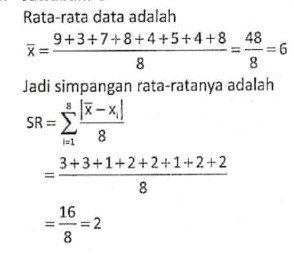 Rata-rata data adalah
x̄ = (9+3+7+8+4+5+4+8)/8 = 48/8 = 6
Jadi simpangan rata-ratanya adalah
SR = ∑_{i=1}^{8} |x̄ − x_i|/8
= (3+3+1+2+2+1+2+2)/8
= 16/8 = 2